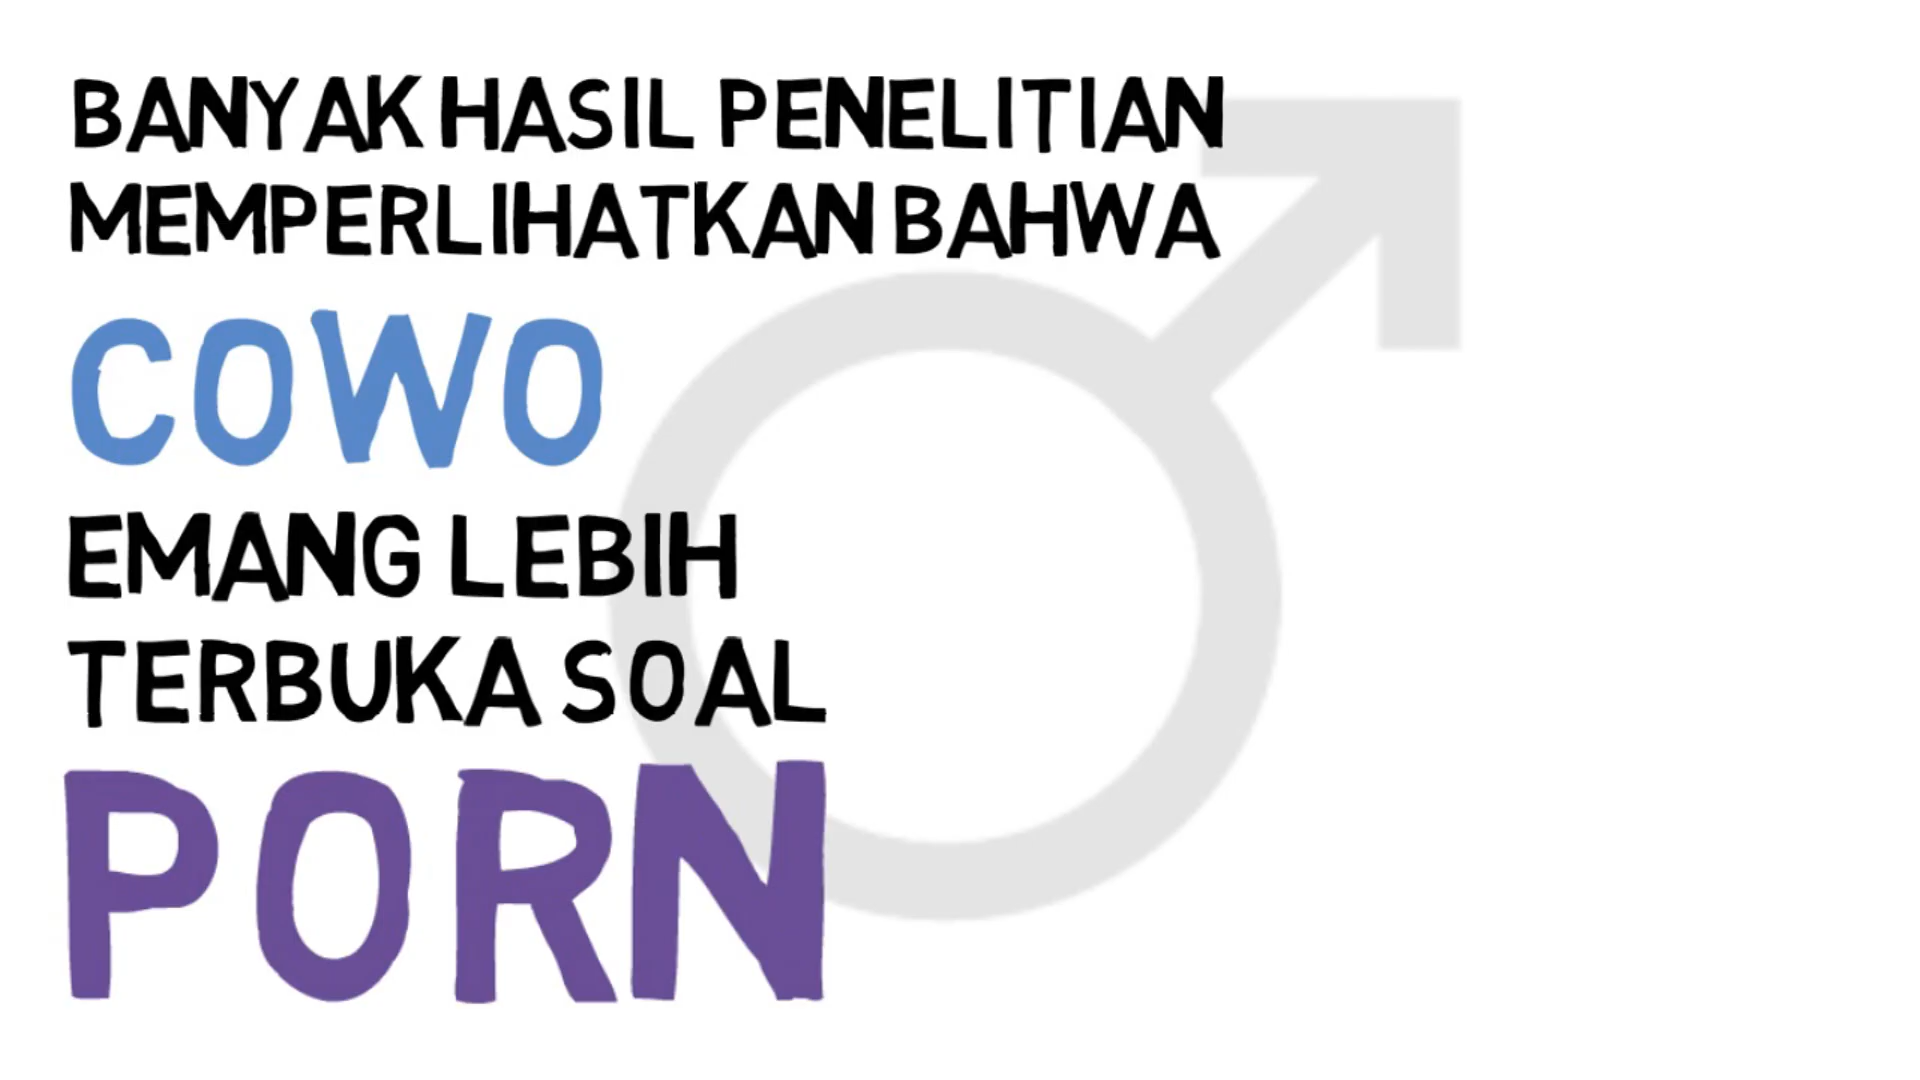 BANYAK HASIL PENELITIAN
MEMPERLIHATKAN BAHWA
COWO
EMANG LEBIH
TERBUKA SOAL
PORN